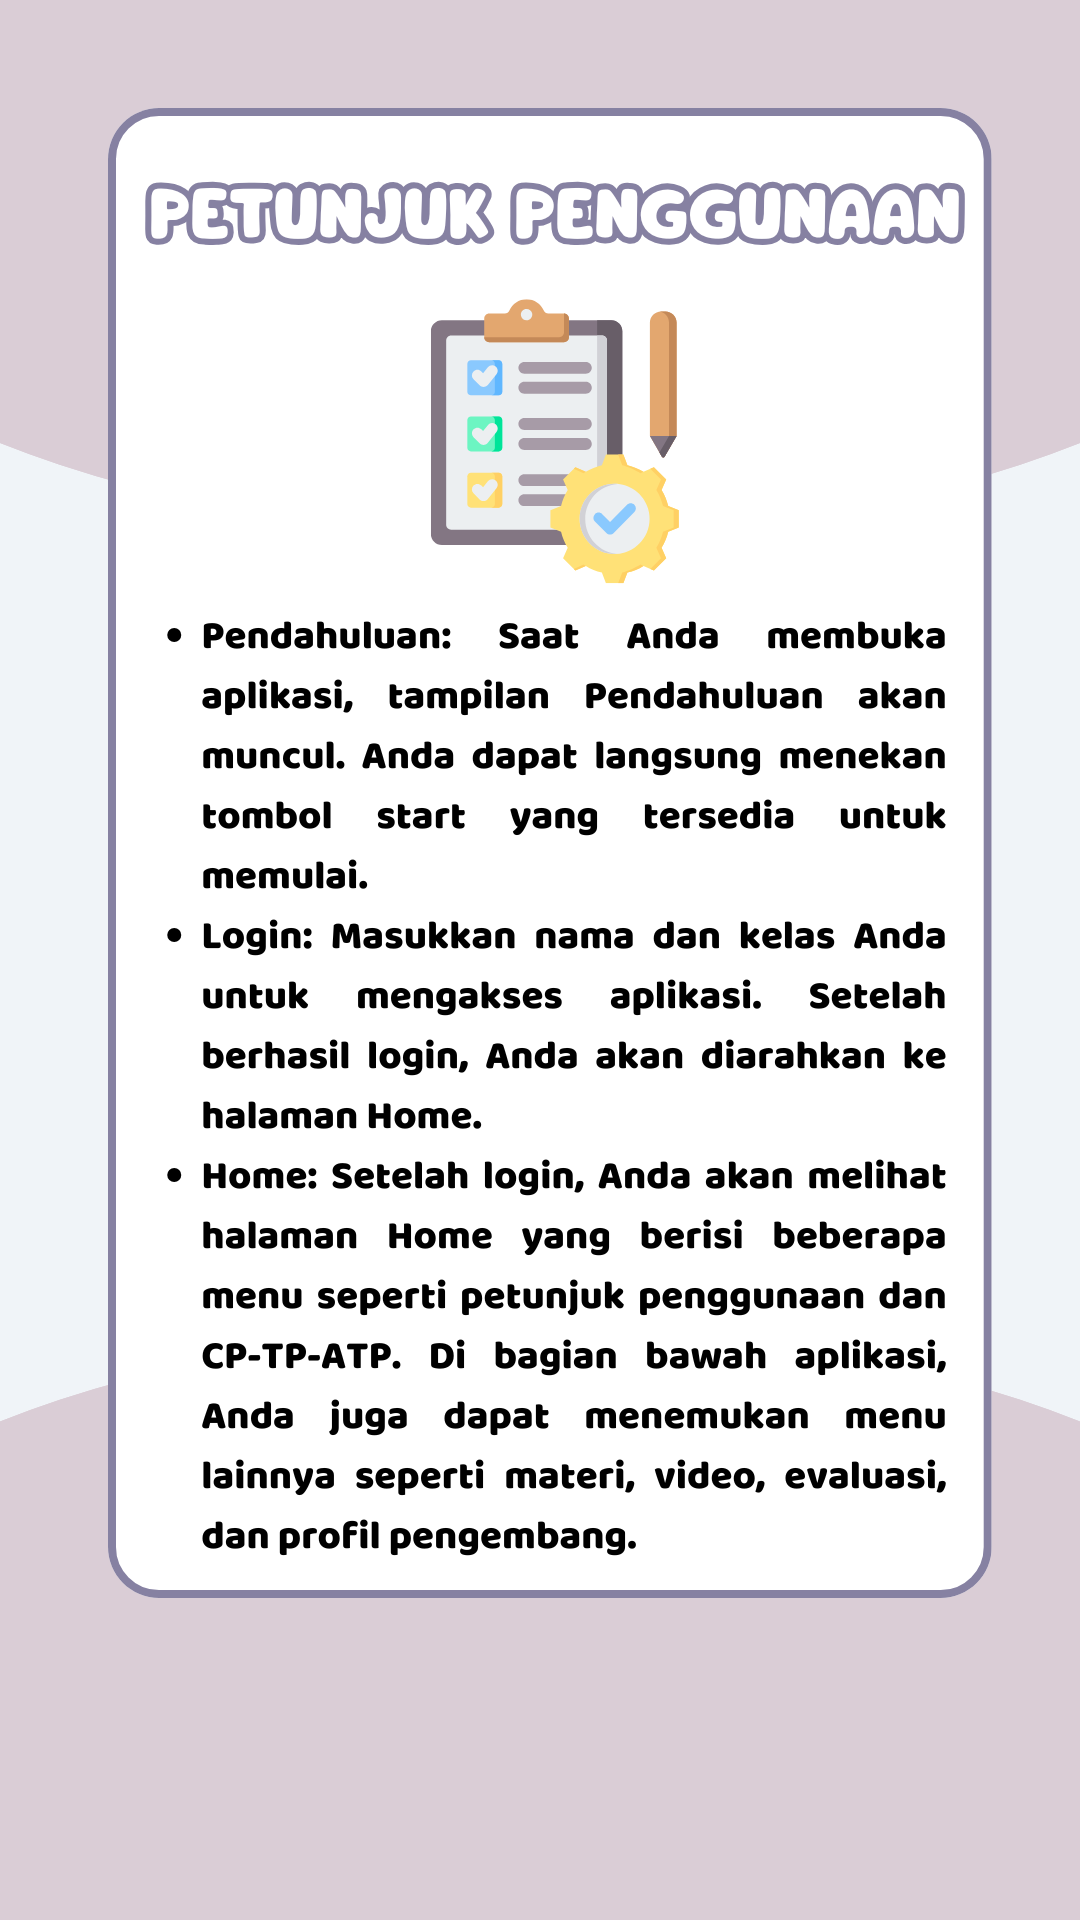 PETUNJUK PENGGUNAAN
• Pendahuluan: Saat Anda membuka
aplikasi, tampilan Pendahuluan akan
muncul. Anda dapat langsung menekan
tombol start yang tersedia untuk
memulai.
• Login: Masukkan nama dan kelas Anda
untuk mengakses aplikasi. Setelah
berhasil login, Anda akan diarahkan ke
halaman Home.
• Home: Setelah login, Anda akan melihat
halaman Home yang berisi beberapa
menu seperti petunjuk penggunaan dan
CP-TP-ATP. Di bagian bawah aplikasi,
Anda juga dapat menemukan menu
lainnya seperti materi, video, evaluasi,
dan profil pengembang.